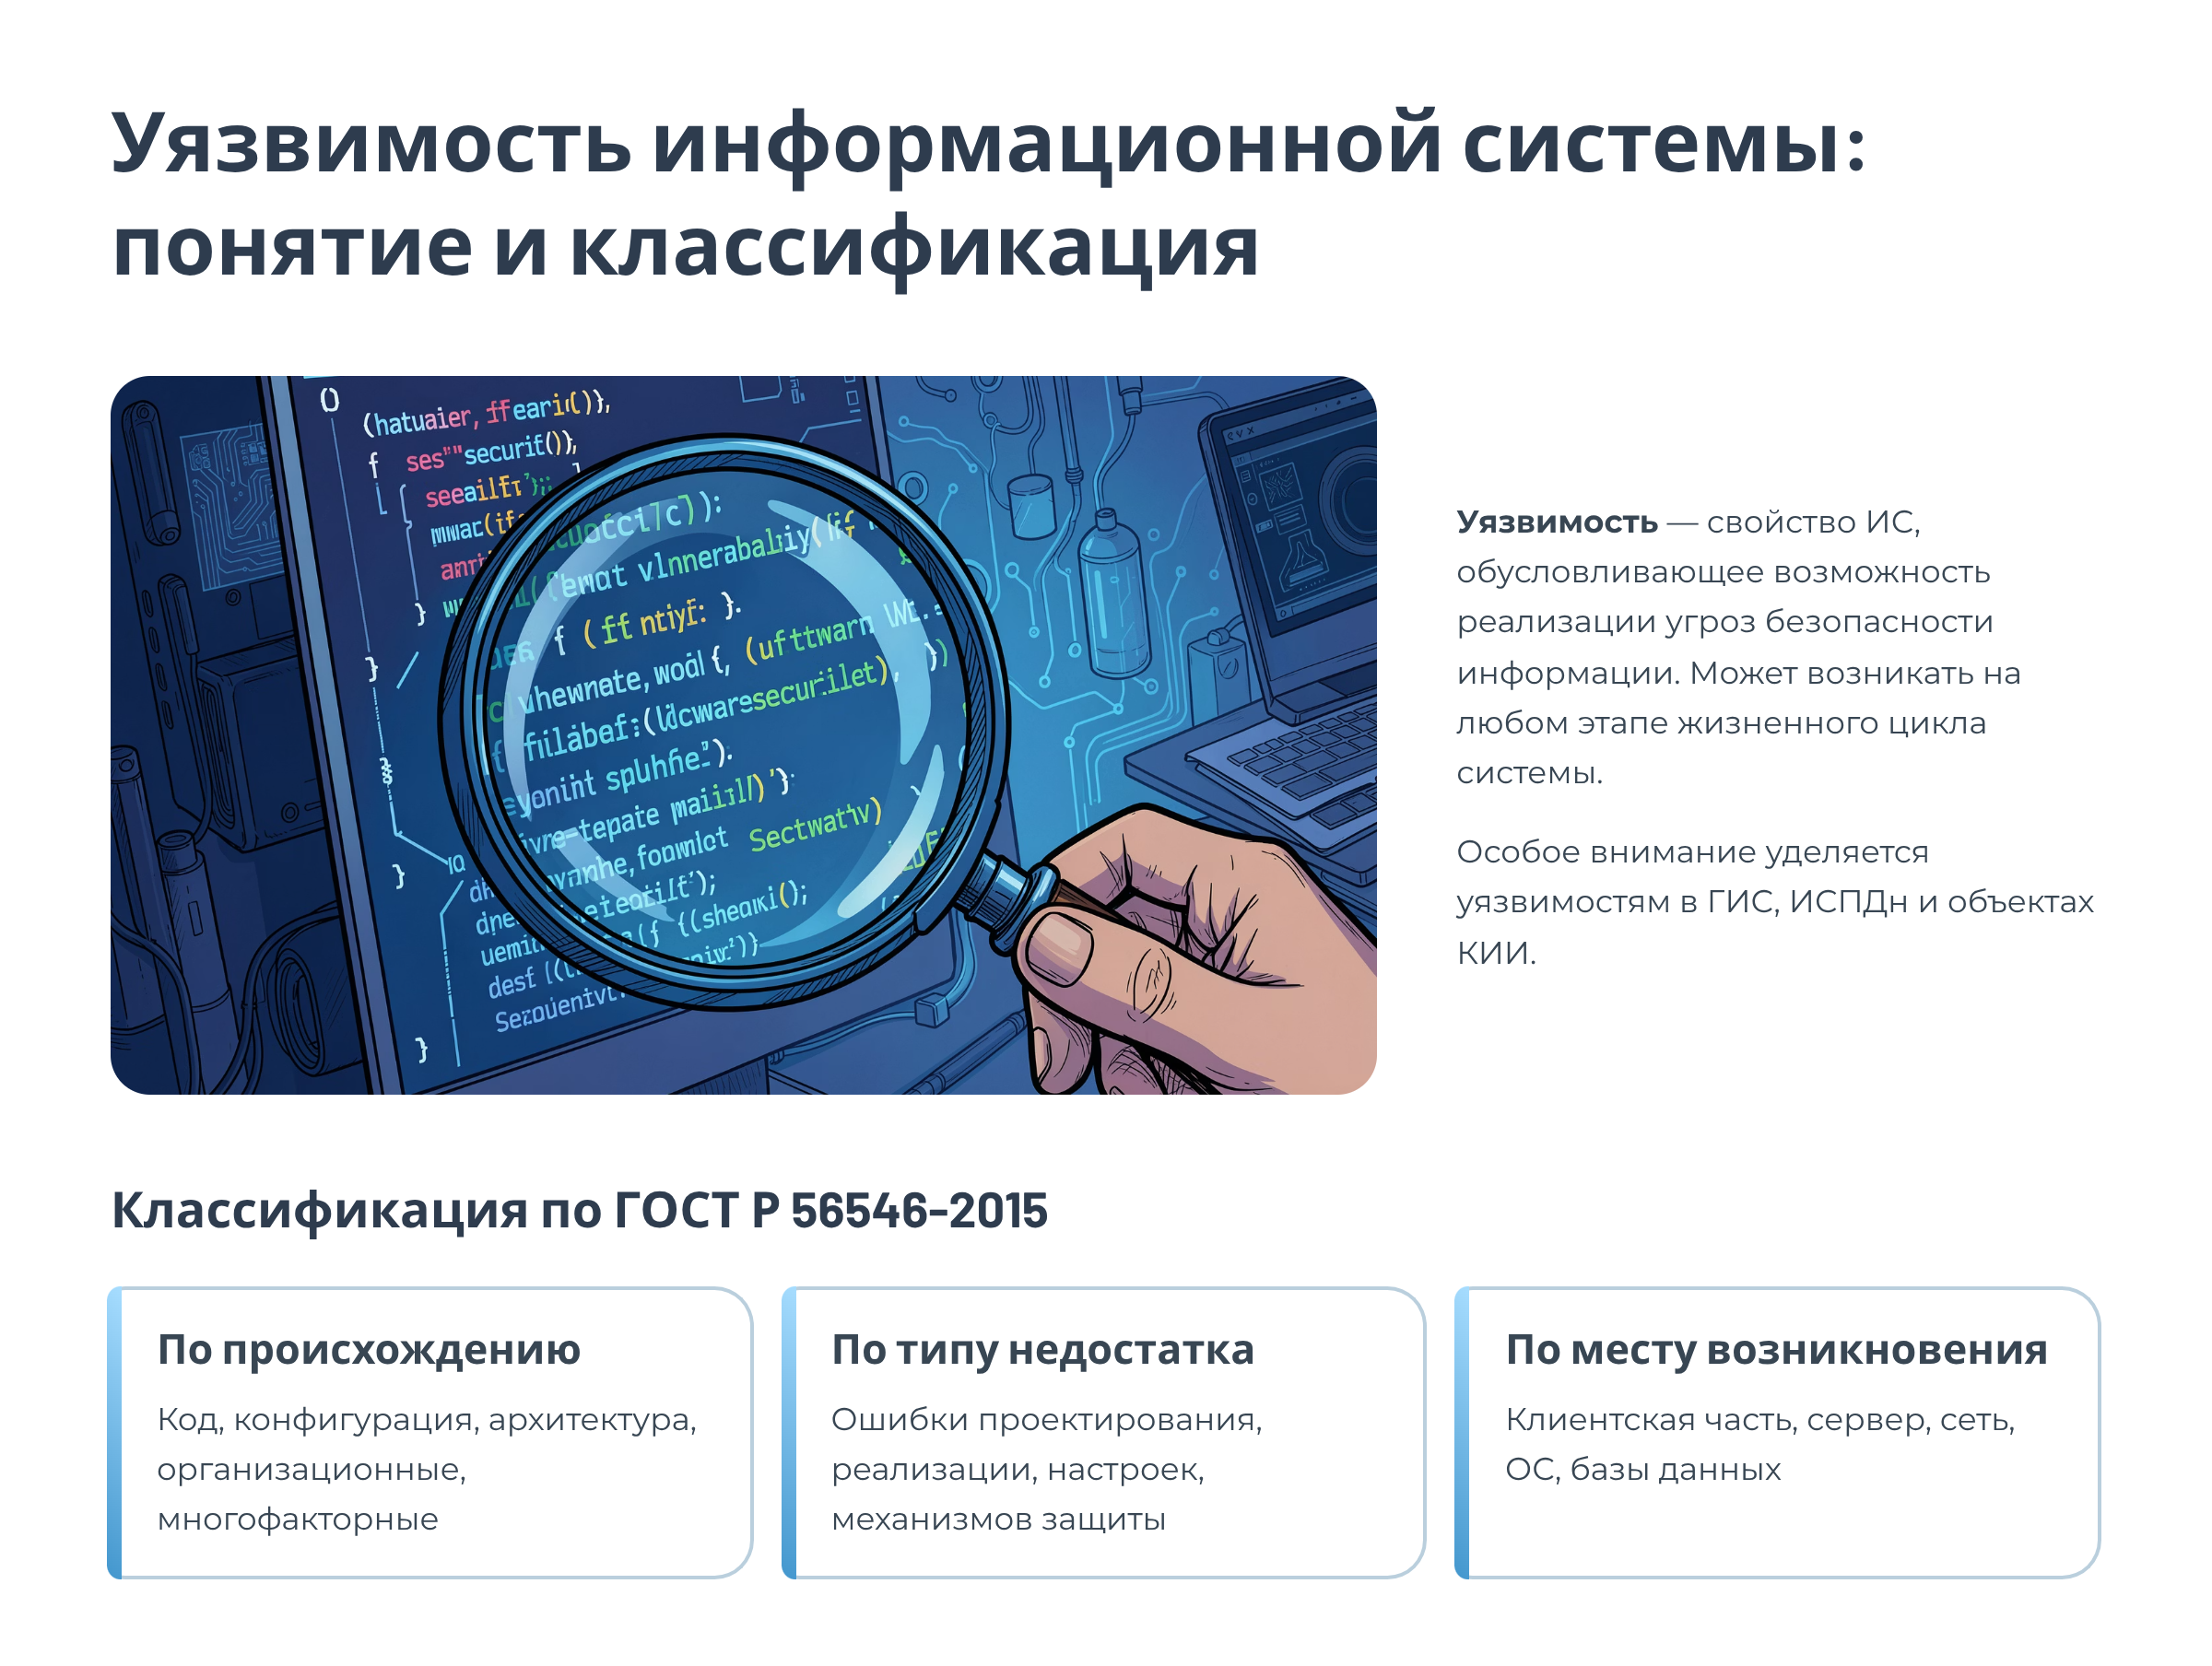 Уязвимость информационной системы:
понятие и классификация
Уязвимость — свойство ИС,
обусловливающее возможность
реализации угроз безопасности
информации. Может возникать на
любом этапе жизненного цикла
системы.
Особое внимание уделяется
уязвимостям в ГИС, ИСПДн и объектах
КИИ.
Классификация по ГОСТ Р 56546-2015
По происхождению
Код, конфигурация, архитектура,
организационные,
многофакторные
По типу недостатка
Ошибки проектирования,
реализации, настроек,
механизмов защиты
По месту возникновения
Клиентская часть, сервер, сеть,
ОС, базы данных